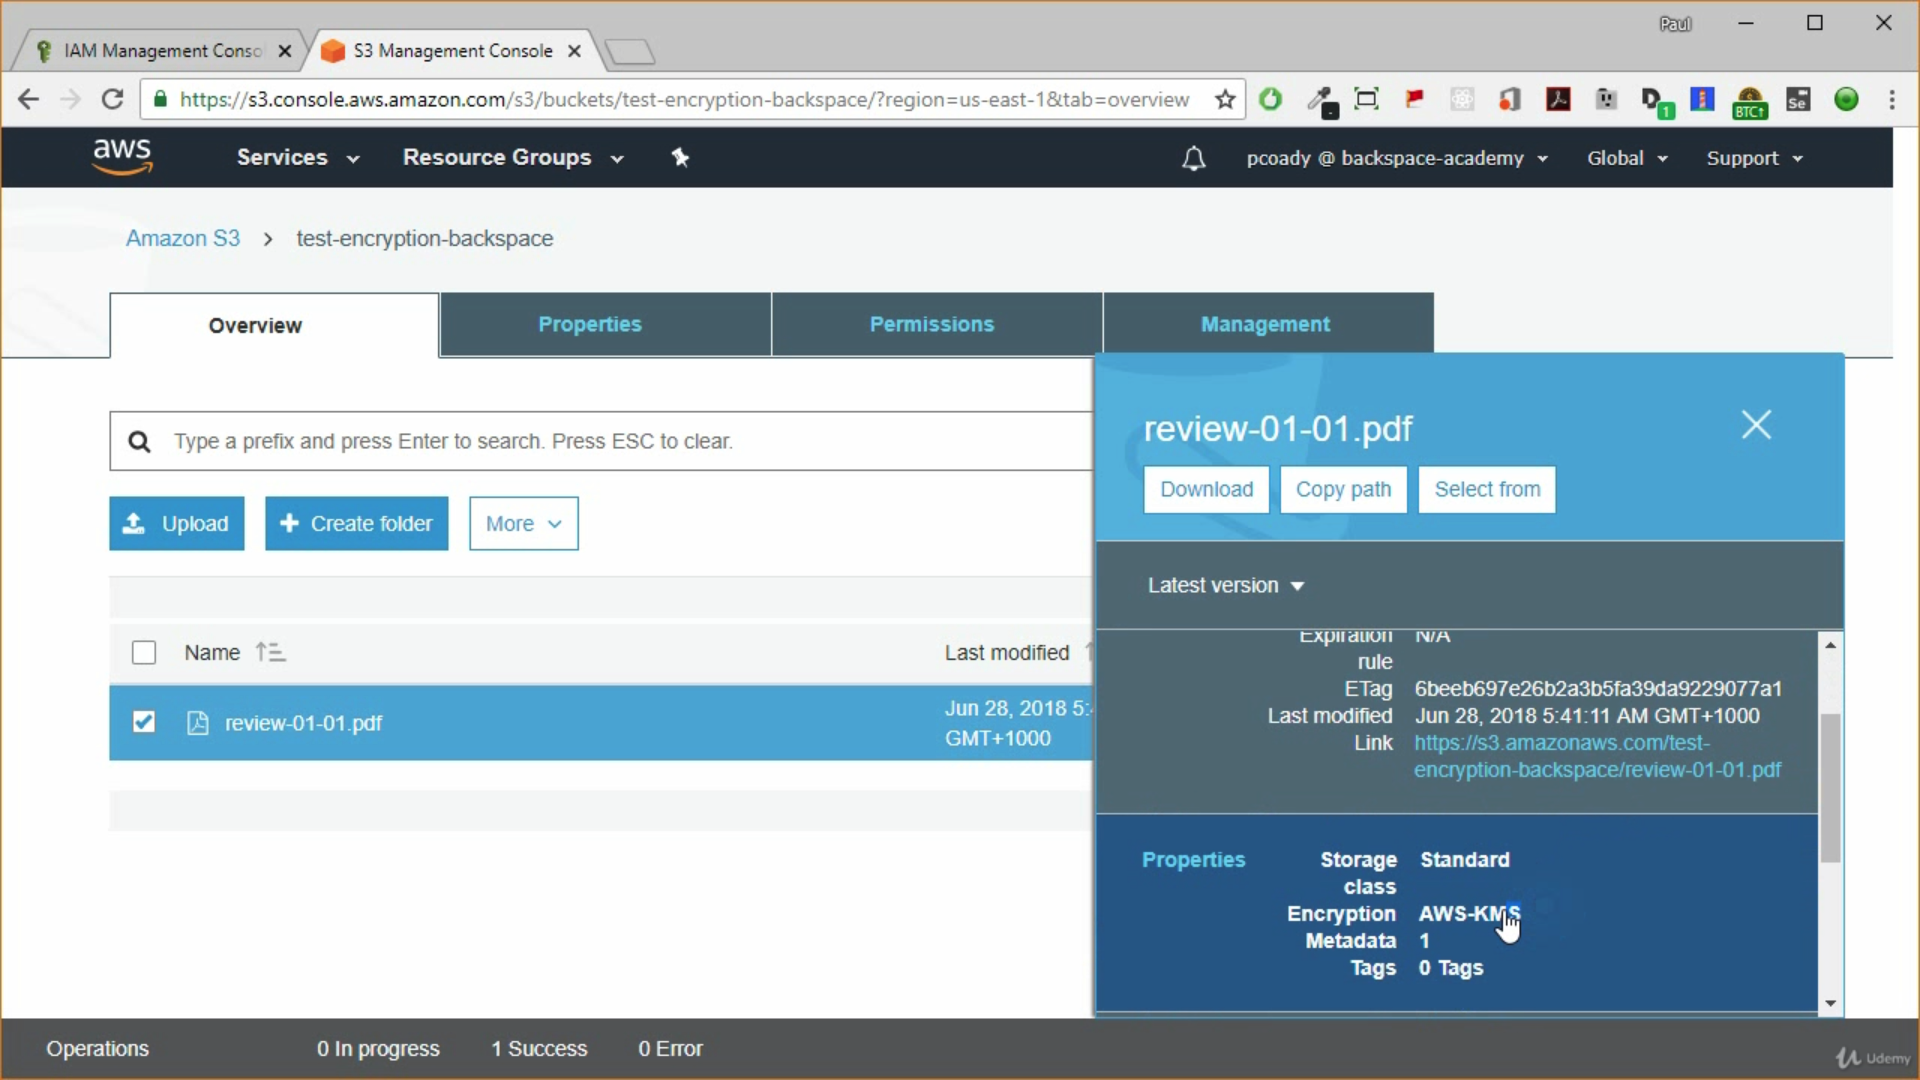 Paul
IAM Management Conso
S3 Management Console
https://s3.console.aws.amazon.com/s3/buckets/test-encryption-backspace/?region=us-east-1&tab=overview
D 1
BTC↑
Se
aws
Services
Resource Groups
pcoady @ backspace-academy
Global
Support
Amazon S3 > test-encryption-backspace
Overview
Properties
Permissions
Management
Type a prefix and press Enter to search. Press ESC to clear.
Upload
+ Create folder
More
Name
Last modified
review-01-01.pdf
Jun 28, 2018 5:
GMT+1000
review-01-01.pdf
Download
Copy path
Select from
Latest version
Expiration N/A
rule
ETag 6beeb697e26b2a3b5fa39da9229077a1
Last modified Jun 28, 2018 5:41:11 AM GMT+1000
Link https://s3.amazonaws.com/test-
encryption-backspace/review-01-01.pdf
Properties
Storage Standard
class
Encryption AWS-KMS
Metadata 1
Tags 0 Tags
Operations
0 In progress
1 Success
0 Error
Udemy